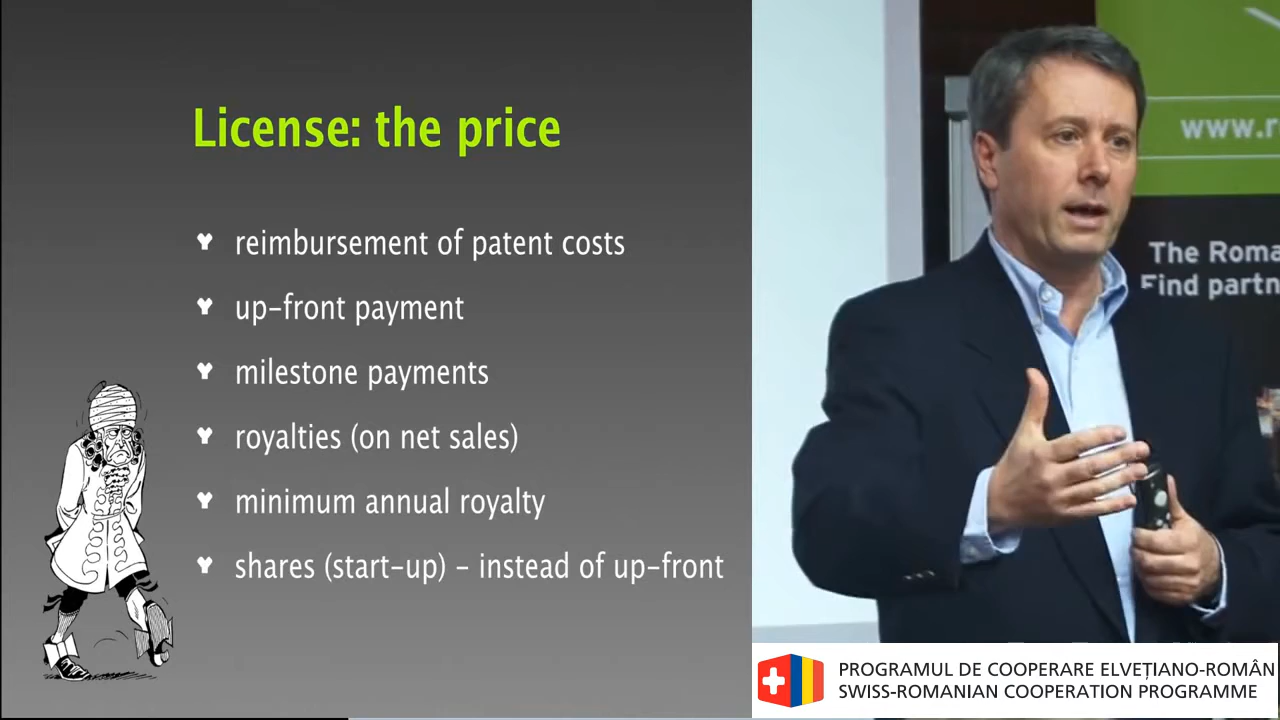 License: the price
reimbursement of patent costs
up-front payment
milestone payments
royalties (on net sales)
minimum annual royalty
shares (start-up) – instead of up-front
www.r
The Roma
Find partn
PROGRAMUL DE COOPERARE ELVEȚIANO-ROMÂN
SWISS-ROMANIAN COOPERATION PROGRAMME